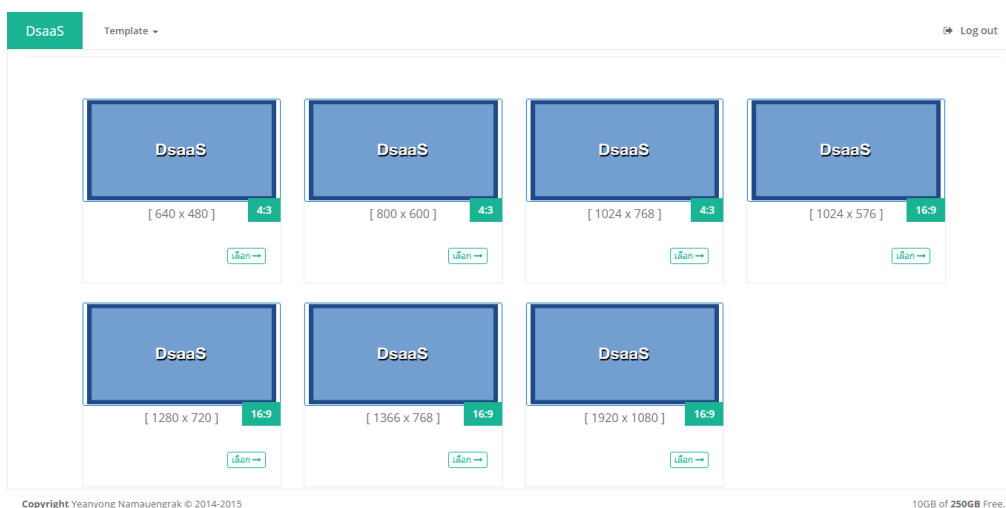 DsaaS Template Log out
DsaaS DsaaS DsaaS DsaaS
[ 640 x 480 ] 4:3 [ 800 x 600 ] 4:3 [ 1024 x 768 ] 4:3 [ 1024 x 576 ] 16:9
เลือก เลือก เลือก เลือก
DsaaS DsaaS DsaaS
[ 1280 x 720 ] 16:9 [ 1366 x 768 ] 16:9 [ 1920 x 1080 ] 16:9
เลือก เลือก เลือก
Copyright Yeanyong Namauengrak © 2014-2015 10GB of 250GB Free.